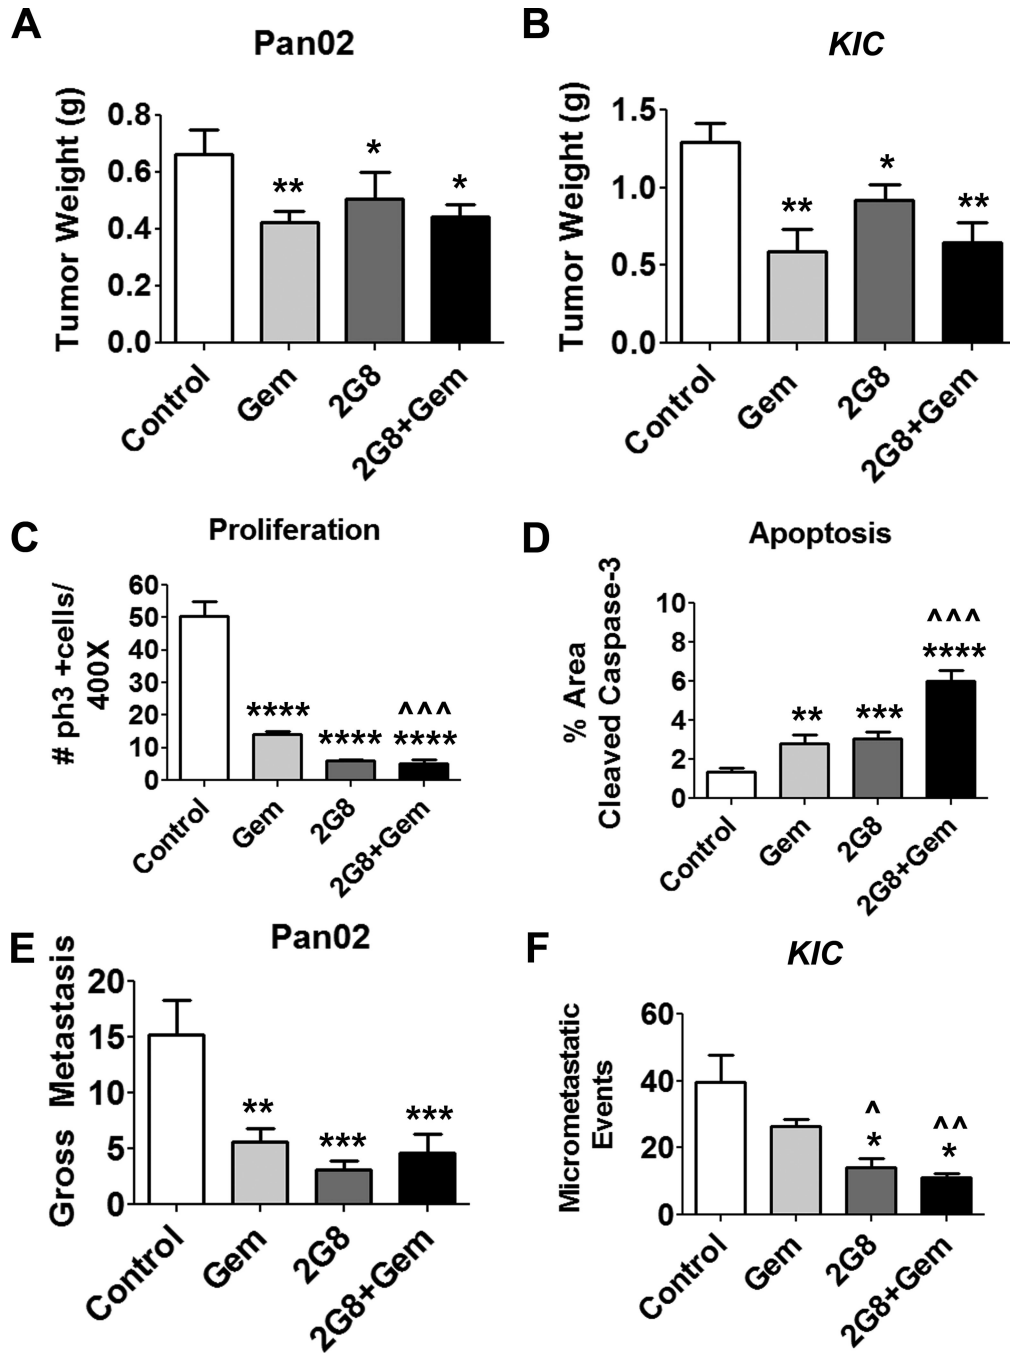 A
Pan02
Tumor Weight (g)
0.8
0.6
0.4
0.2
0.0
**
*
*
Control
Gem
2G8
2G8+Gem
B
KIC
Tumor Weight (g)
1.5
1.0
0.5
0.0
**
*
**
Control
Gem
2G8
2G8+Gem
C
Proliferation
# ph3 +cells/
400X
60
50
40
30
20
10
0
****
****
^^^
****
Control
Gem
2G8
2G8+Gem
D
Apoptosis
% Area
Cleaved Caspase-3
10
8
6
4
2
0
**
***
^^^
****
Control
Gem
2G8
2G8+Gem
E
Pan02
Gross Metastasis
20
15
10
5
0
**
***
***
Control
Gem
2G8
2G8+Gem
F
KIC
Micrometastatic
Events
60
40
20
0
^
*
^^
*
Control
Gem
2G8
2G8+Gem